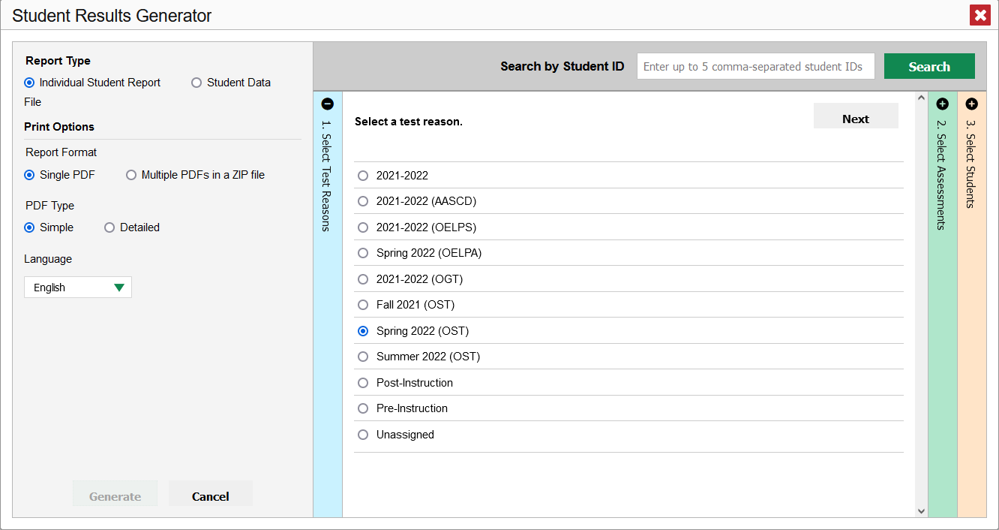 Student Results Generator
Report Type
Individual Student Report
Student Data
File
Print Options
Report Format
Single PDF
Multiple PDFs in a ZIP file
PDF Type
Simple
Detailed
Language
English
Generate
Cancel
Search by Student ID
Enter up to 5 comma-separated student IDs
Search
1. Select Test Reasons
Select a test reason.
Next
2021-2022
2021-2022 (AASCD)
2021-2022 (OELPS)
Spring 2022 (OELPA)
2021-2022 (OGT)
Fall 2021 (OST)
Spring 2022 (OST)
Summer 2022 (OST)
Post-Instruction
Pre-Instruction
Unassigned
2. Select Assessments
3. Select Students